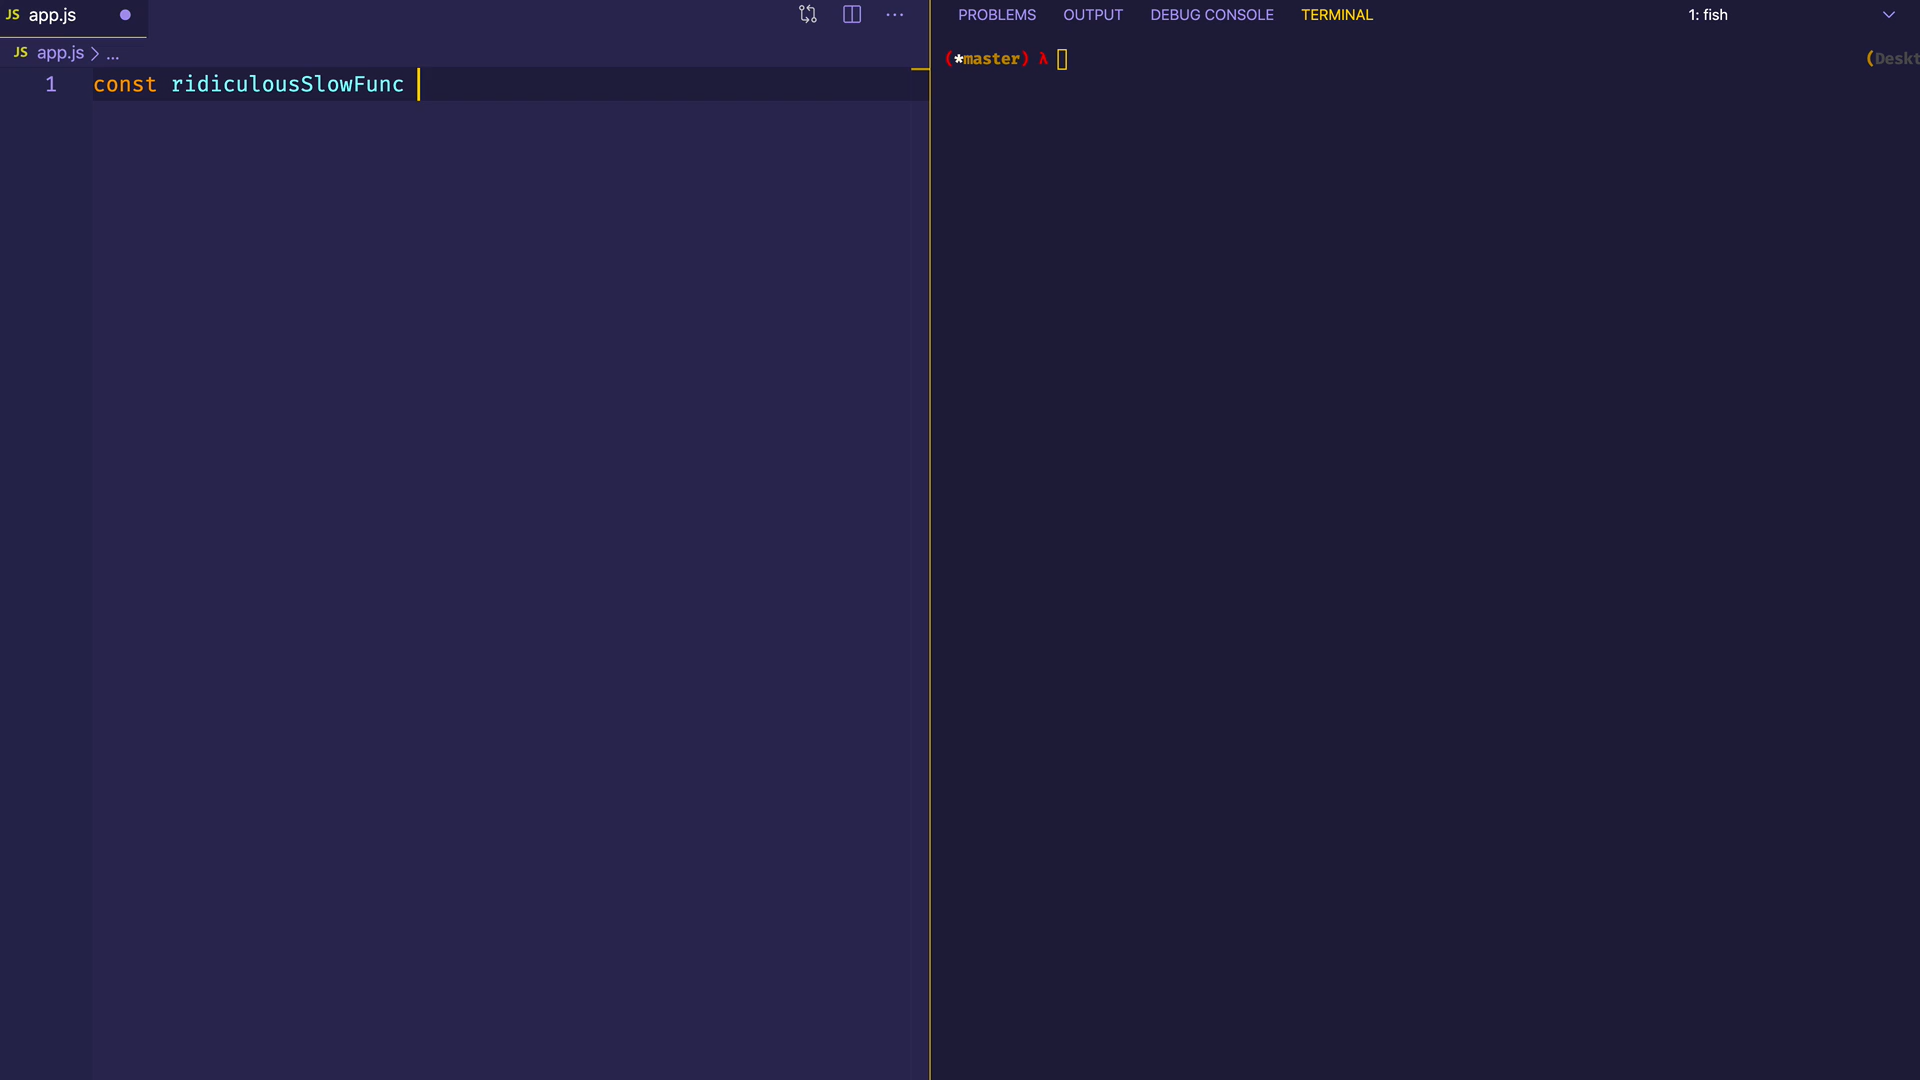 JS app.js
JS app.js > ...
1 const ridiculousSlowFunc
PROBLEMS OUTPUT DEBUG CONSOLE TERMINAL 1: fish
(*master) λ (Deskt